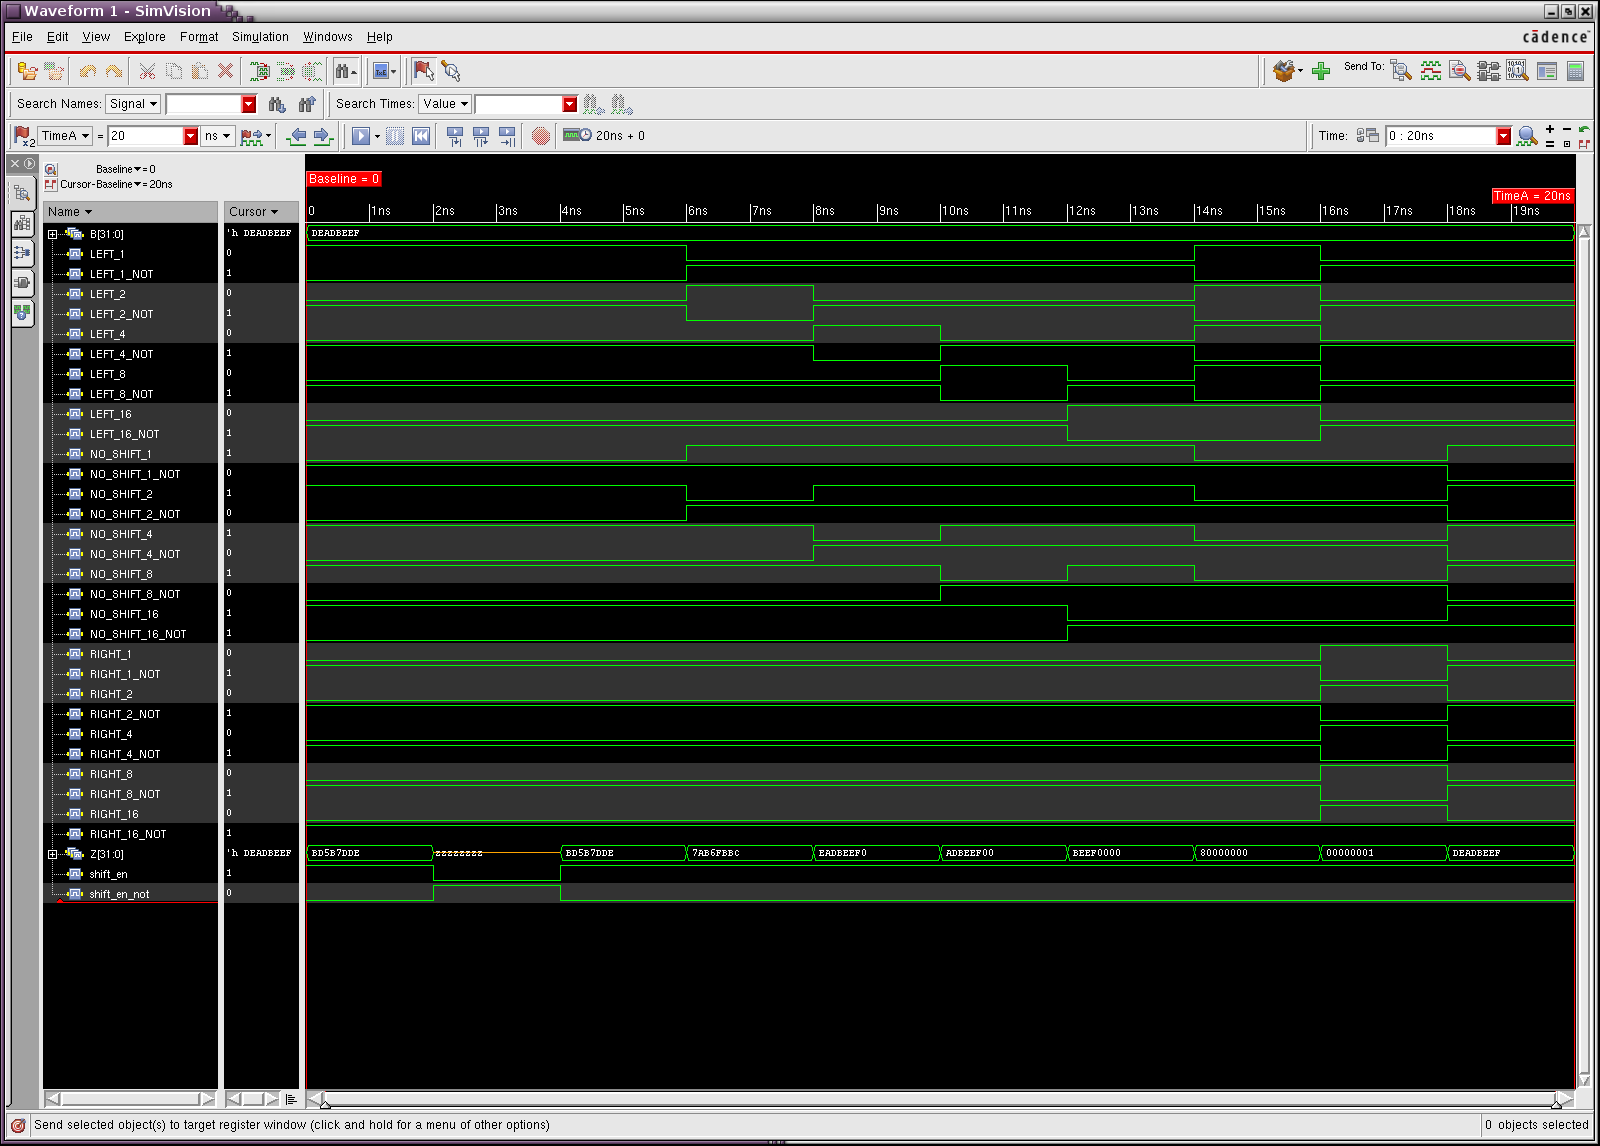 Waveform 1 - SimVision
File Edit View Explore Format Simulation Windows Help
cādence
Send To:
Search Names: Signal Search Times: Value
TimeA = 20 ns 20ns + 0 Time: 0 : 20ns
Baseline = 0
Cursor-Baseline = 20ns
Baseline = 0
TimeA = 20ns
Name Cursor 0 1ns 2ns 3ns 4ns 5ns 6ns 7ns 8ns 9ns 10ns 11ns 12ns 13ns 14ns 15ns 16ns 17ns 18ns 19ns
B[31:0] 'h DEADBEEF DEADBEEF
LEFT_1 0
LEFT_1_NOT 1
LEFT_2 0
LEFT_2_NOT 1
LEFT_4 0
LEFT_4_NOT 1
LEFT_8 0
LEFT_8_NOT 1
LEFT_16 0
LEFT_16_NOT 1
NO_SHIFT_1 1
NO_SHIFT_1_NOT 0
NO_SHIFT_2 1
NO_SHIFT_2_NOT 0
NO_SHIFT_4 1
NO_SHIFT_4_NOT 0
NO_SHIFT_8 1
NO_SHIFT_8_NOT 0
NO_SHIFT_16 1
NO_SHIFT_16_NOT 1
RIGHT_1 0
RIGHT_1_NOT 1
RIGHT_2 0
RIGHT_2_NOT 1
RIGHT_4 0
RIGHT_4_NOT 1
RIGHT_8 0
RIGHT_8_NOT 1
RIGHT_16 0
RIGHT_16_NOT 1
Z[31:0] 'h DEADBEEF BD5B7DDE zzzzzzzz BD5B7DDE 7AB6FBBC EADBEEF0 ADBEEF00 BEEF0000 80000000 00000001 DEADBEEF
shift_en 1
shift_en_not 0
Send selected object(s) to target register window (click and hold for a menu of other options) 0 objects selected